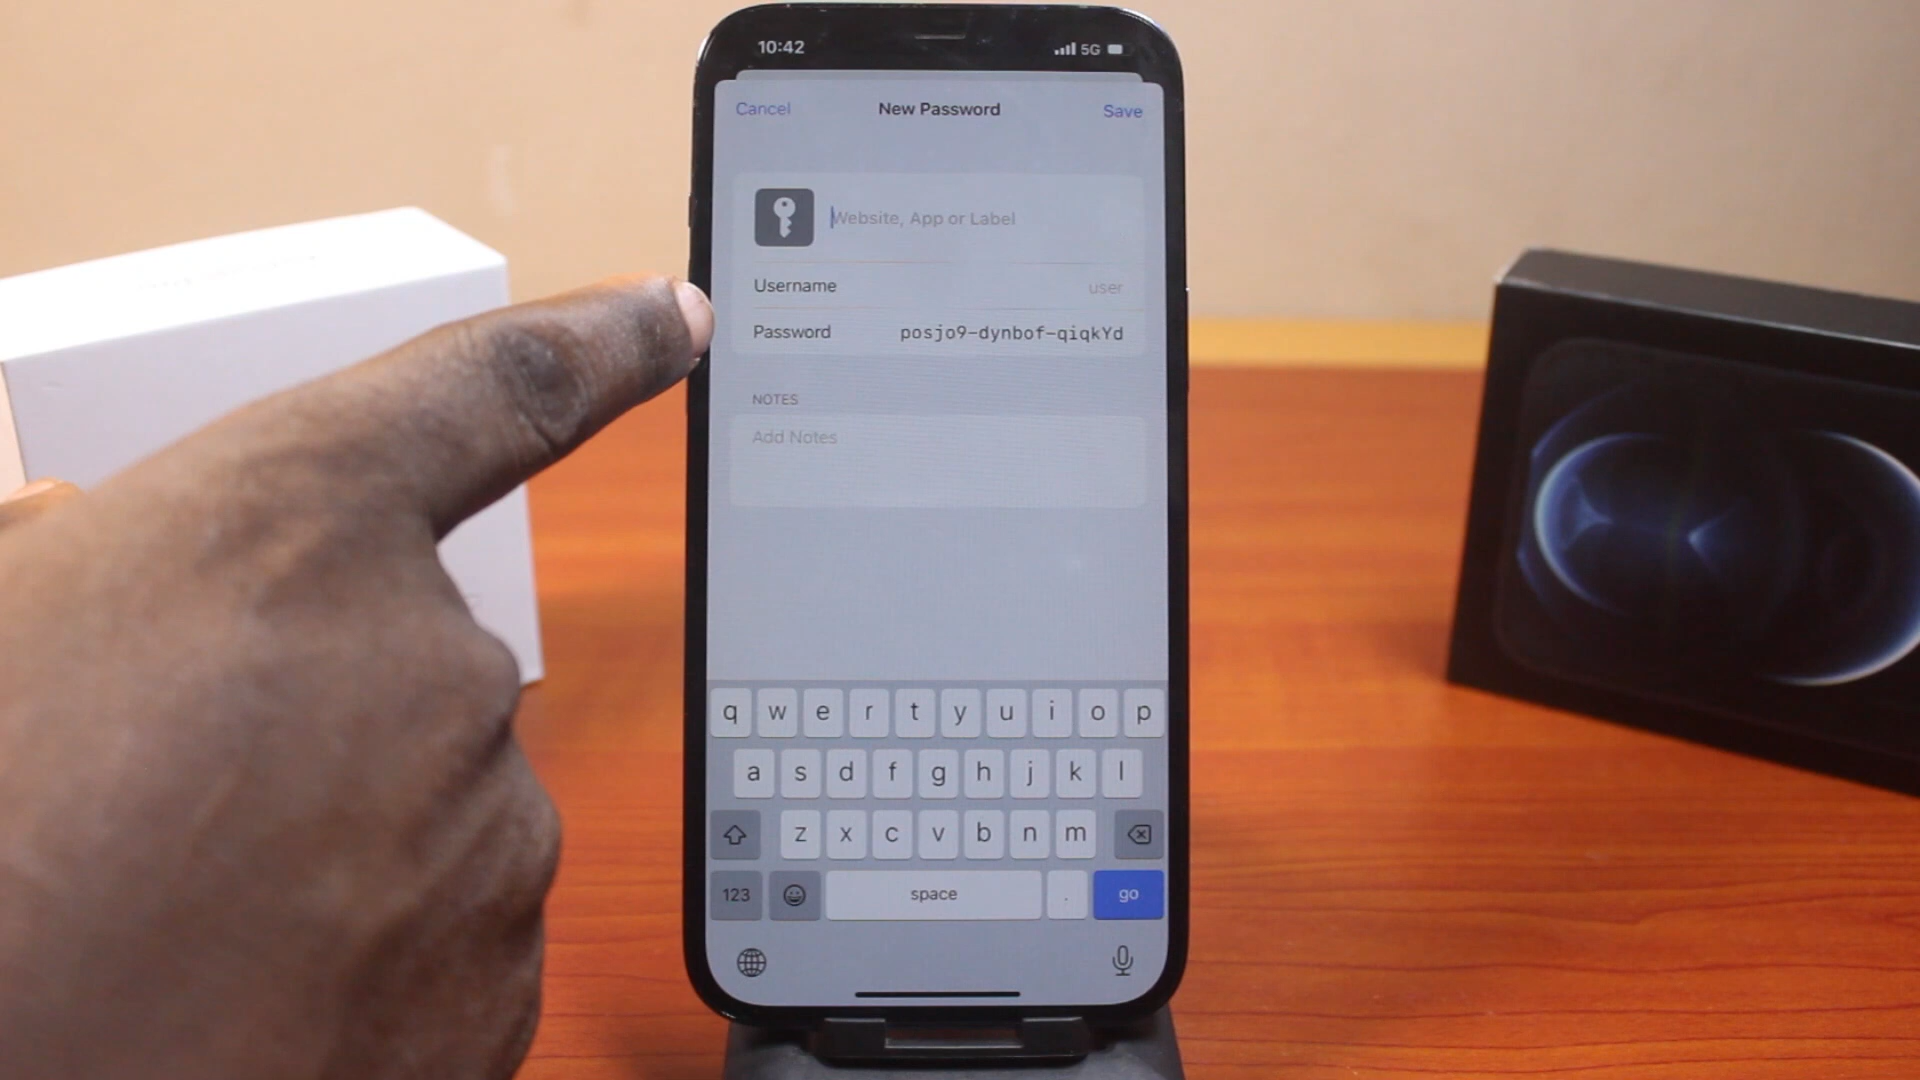 10:42 5G
Cancel New Password Save
Website, App or Label
Username user
Password posjo9-dynbof-qiqkYd
NOTES
Add Notes
q w e r t y u i o p
a s d f g h j k l
z x c v b n m
123 space . go